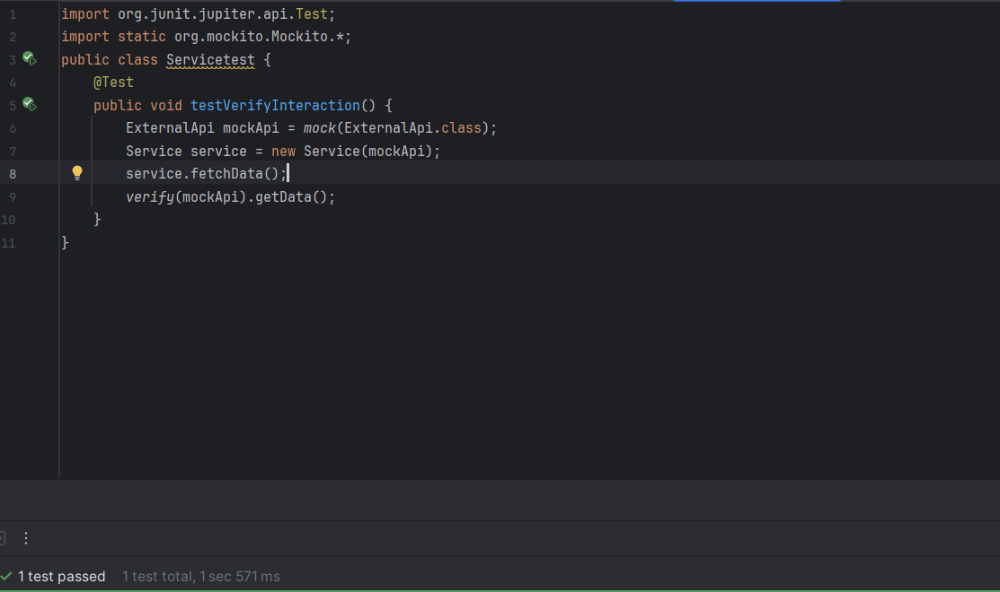 1 import org.junit.jupiter.api.Test;
2 import static org.mockito.Mockito.*;
3 public class Servicetest {
4     @Test
5     public void testVerifyInteraction() {
6         ExternalApi mockApi = mock(ExternalApi.class);
7         Service service = new Service(mockApi);
8         service.fetchData();
9         verify(mockApi).getData();
10     }
11 }
1 test passed 1 test total, 1 sec 571 ms